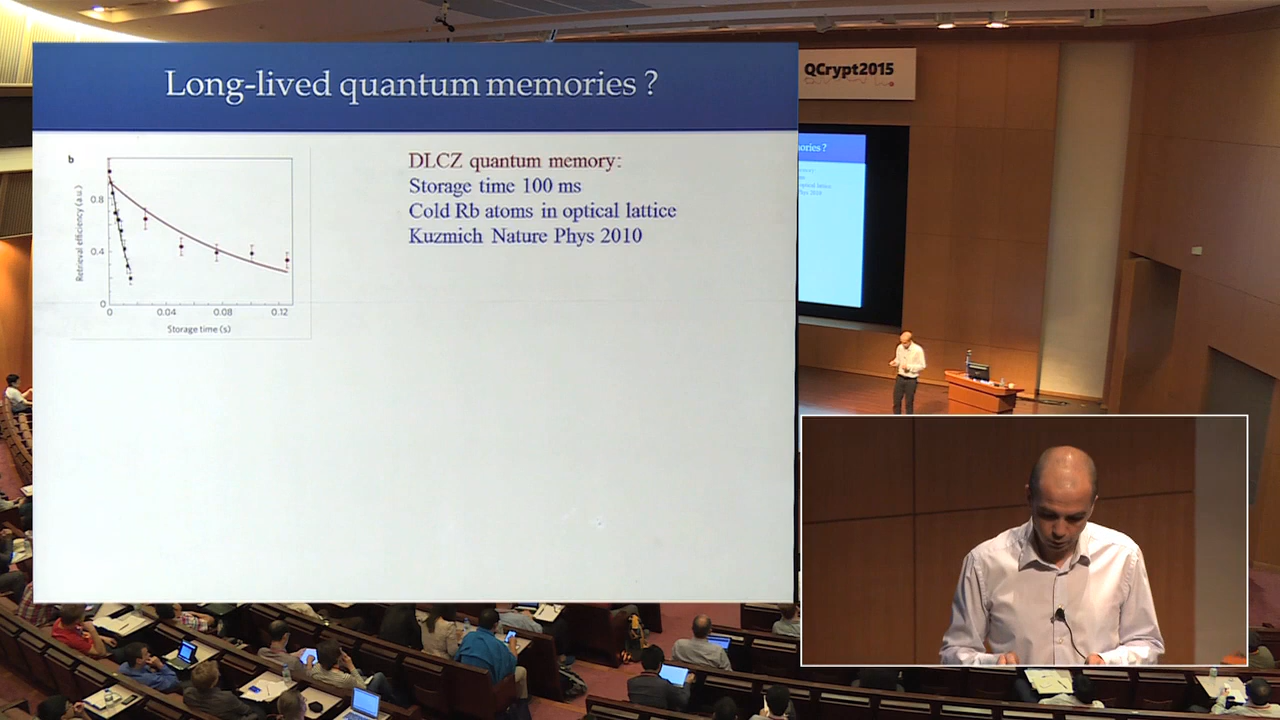 Long-lived quantum memories ?
b
DLCZ quantum memory:
Storage time 100 ms
Cold Rb atoms in optical lattice
Kuzmich Nature Phys 2010
Retrieval efficiency (a.u.)
0.8
0.4
0
0
0.04
0.08
0.12
Storage time (s)
QCrypt2015
ories ?